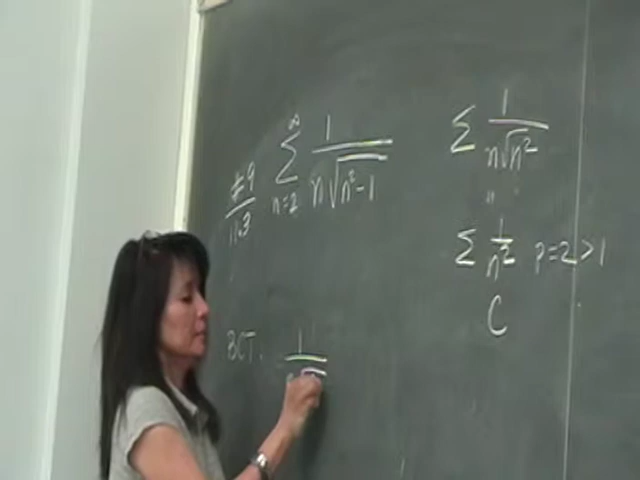 #9
11.3
∞
Σ 1
n=2 n√n²-1
Σ 1
n√n²
"
Σ 1
n² p=2>1
C
BCT. 1